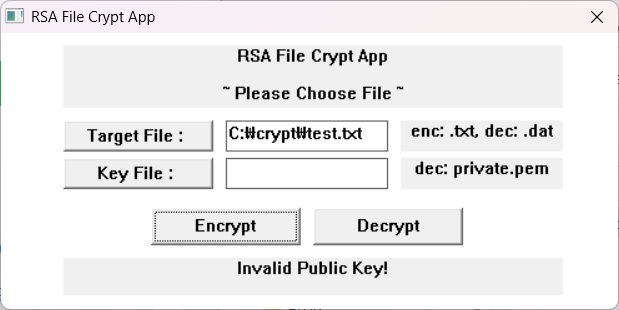 RSA File Crypt App
RSA File Crypt App
~ Please Choose File ~
Target File :
C:₩crypt₩test.txt
enc: .txt, dec: .dat
Key File :
dec: private.pem
Encrypt
Decrypt
Invalid Public Key!